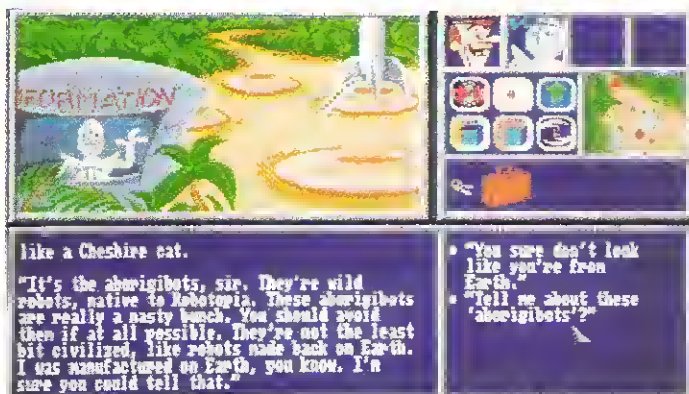 INFORMATION
like a Cheshire cat.
"It's the aborigibots, sir. They're wild
robots, native to Robotopia. These aborigibots
are really a nasty bunch. You should avoid
them if at all possible. They're not the least
bit civilized, like robots made back on Earth.
I was manufactured on Earth, you know. I'm
sure you could tell that."
"You sure don't look
like you're from
Earth."
"Tell me about these
'aborigibots'?"